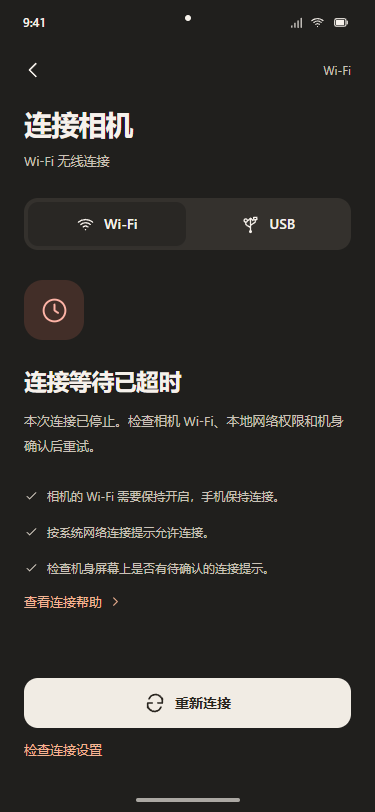 9:41
Wi-Fi
连接相机
Wi-Fi 无线连接
Wi-Fi
USB
连接等待已超时
本次连接已停止。检查相机 Wi-Fi、本地网络权限和机身
确认后重试。
相机的 Wi-Fi 需要保持开启，手机保持连接。
按系统网络连接提示允许连接。
检查机身屏幕上是否有待确认的连接提示。
查看连接帮助
重新连接
检查连接设置